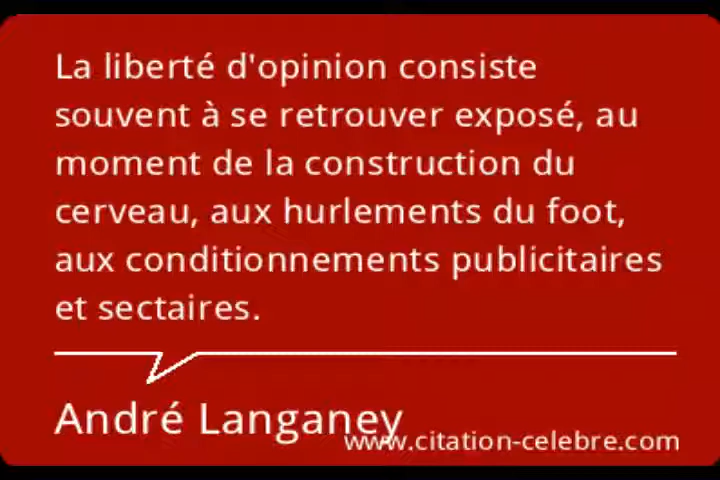 La liberté d'opinion consiste
souvent à se retrouver exposé, au
moment de la construction du
cerveau, aux hurlements du foot,
aux conditionnements publicitaires
et sectaires.
André Langaney
www.citation-celebre.com